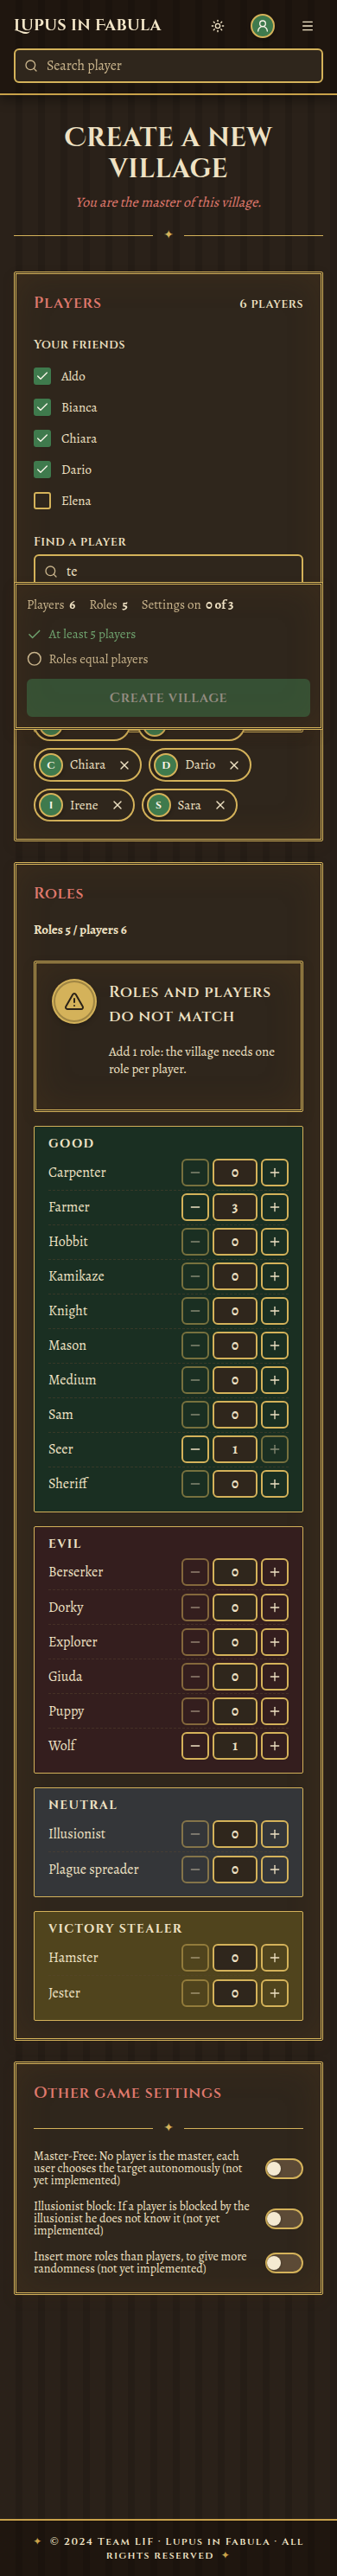 Lupus in Fabula
Search player
Create a new
village
You are the master of this village.
Players
6 players
Your friends
Aldo
Bianca
Chiara
Dario
Elena
Find a player
te
Players 6 Roles 5 Settings on 0 of 3
At least 5 players
Roles equal players
Create village
C Chiara
D Dario
I Irene
S Sara
Roles
Roles 5 / players 6
Roles and players
do not match
Add 1 role: the village needs one
role per player.
GOOD
Carpenter 0
Farmer 3
Hobbit 0
Kamikaze 0
Knight 0
Mason 0
Medium 0
Sam 0
Seer 1
Sheriff 0
EVIL
Berserker 0
Dorky 0
Explorer 0
Giuda 0
Puppy 0
Wolf 1
NEUTRAL
Illusionist 0
Plague spreader 0
VICTORY STEALER
Hamster 0
Jester 0
Other game settings
Master-Free: No player is the master, each
user chooses the target autonomously (not
yet implemented)
Illusionist block: If a player is blocked by the
illusionist he does not know it (not yet
implemented)
Insert more roles than players, to give more
randomness (not yet implemented)
© 2024 Team LIF · Lupus in Fabula · All
rights reserved